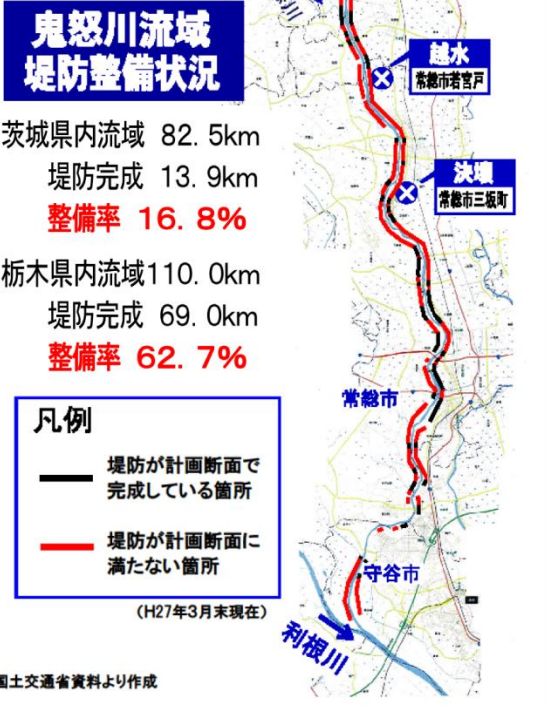 鬼怒川流域
堤防整備状況
茨城県内流域 82.5km
堤防完成 13.9km
整備率 16.8%
栃木県内流域110.0km
堤防完成 69.0km
整備率 62.7%
越水
常総市若宮戸
決壊
常総市三坂町
常総市
凡例
堤防が計画断面で
完成している箇所
堤防が計画断面に
満たない箇所
(H27年3月末現在)
守谷市
利根川
国土交通省資料より作成